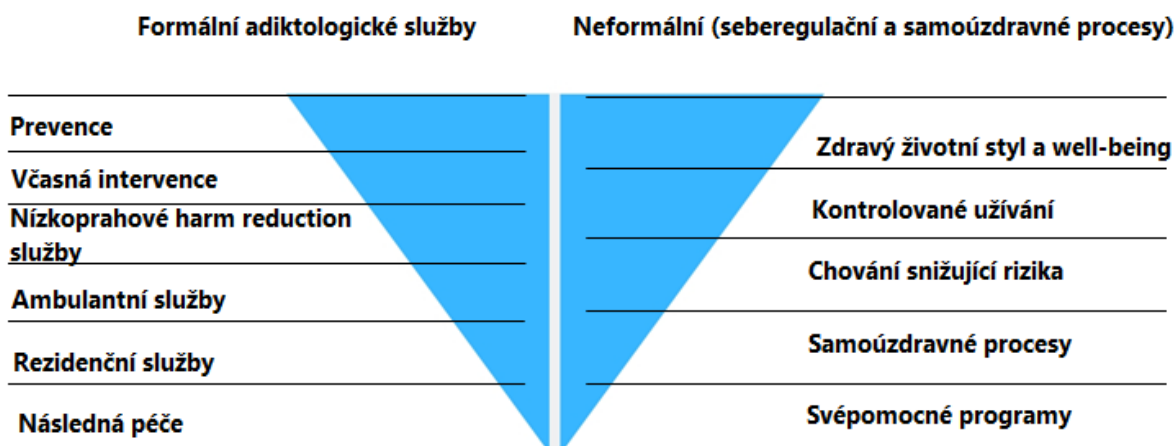 Formální adiktologické služby
Neformální (seberegulační a samoúzdravné procesy)
Prevence
Včasná intervence
Nízkoprahové harm reduction
služby
Ambulantní služby
Rezidenční služby
Následná péče
Zdravý životní styl a well-being
Kontrolované užívání
Chování snižující rizika
Samoúzdravné procesy
Svépomocné programy